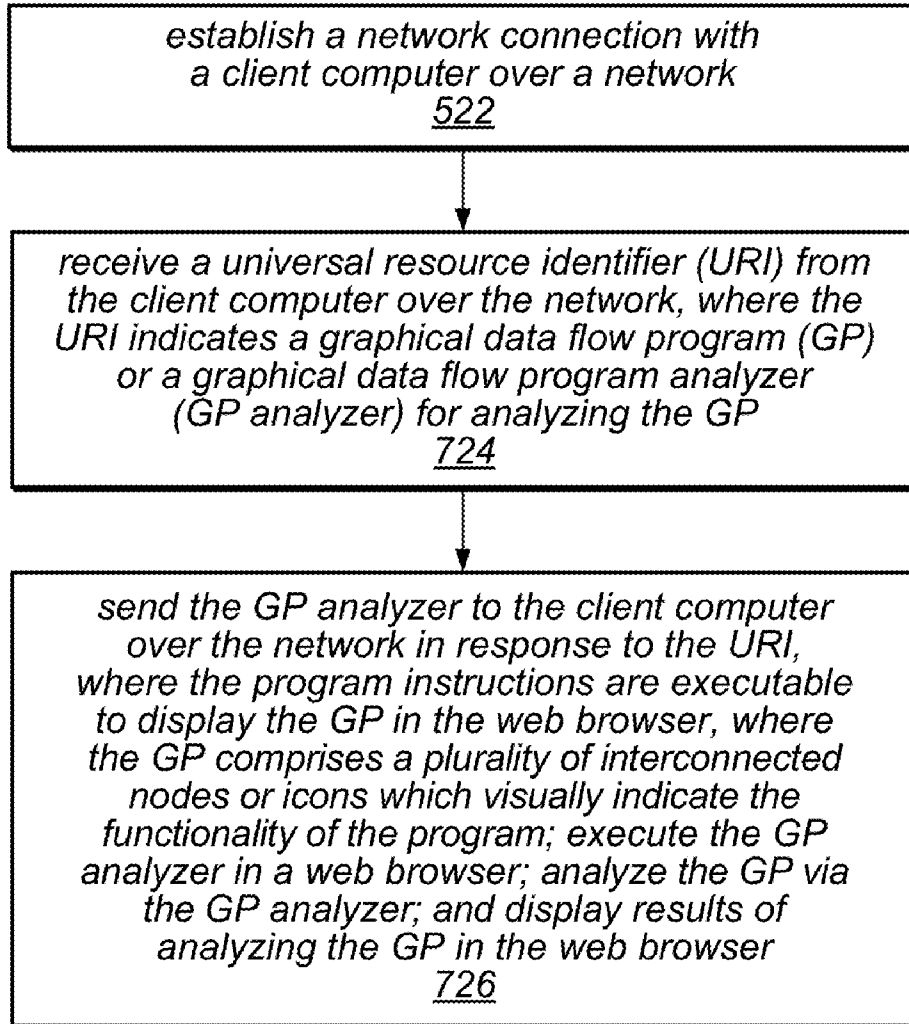 establish a network connection with
a client computer over a network
522
receive a universal resource identifier (URI) from
the client computer over the network, where the
URI indicates a graphical data flow program (GP)
or a graphical data flow program analyzer
(GP analyzer) for analyzing the GP
724
send the GP analyzer to the client computer
over the network in response to the URI,
where the program instructions are executable
to display the GP in the web browser, where
the GP comprises a plurality of interconnected
nodes or icons which visually indicate the
functionality of the program; execute the GP
analyzer in a web browser; analyze the GP via
the GP analyzer; and display results of
analyzing the GP in the web browser
726